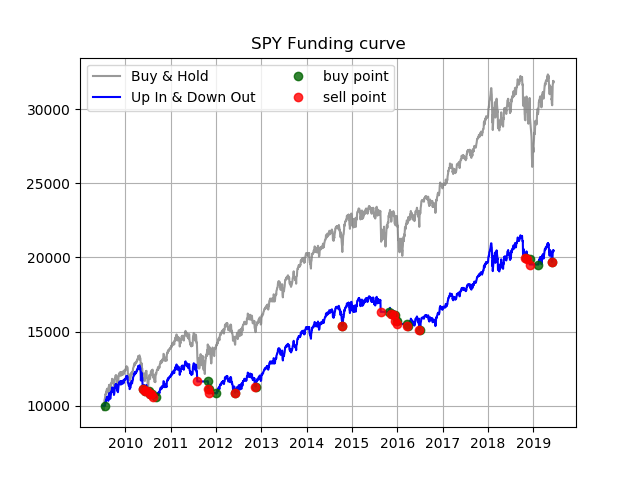 SPY Funding curve
Buy & Hold
Up In & Down Out
buy point
sell point
30000
25000
20000
15000
10000
2010 2011 2012 2013 2014 2015 2016 2017 2018 2019